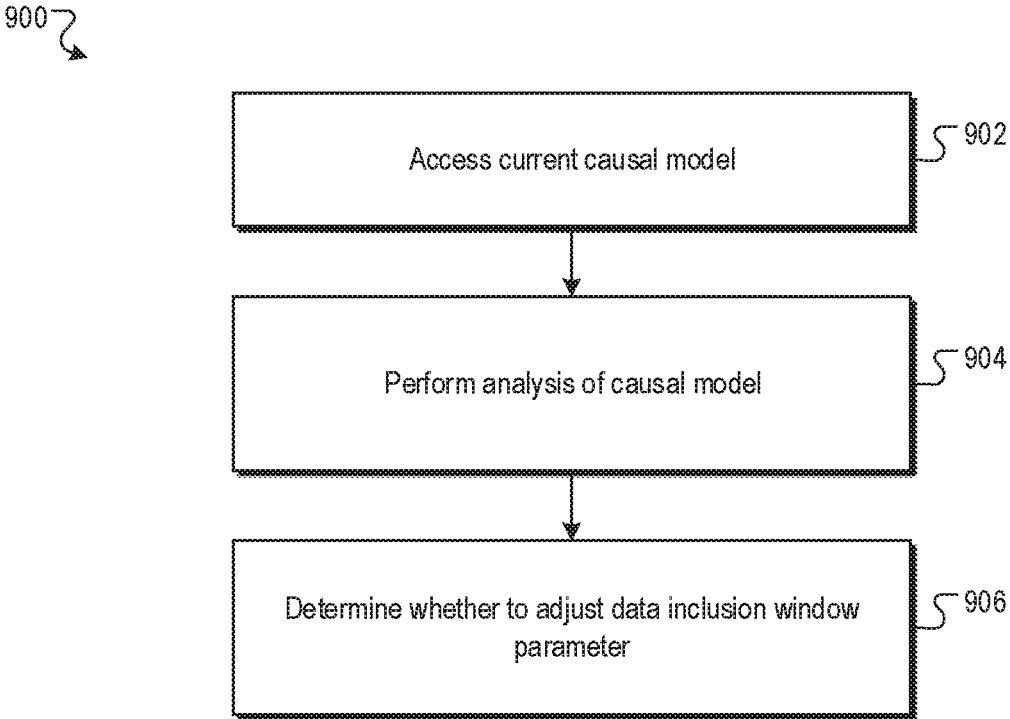 900
Access current causal model
902
Perform analysis of causal model
904
Determine whether to adjust data inclusion window
parameter
906